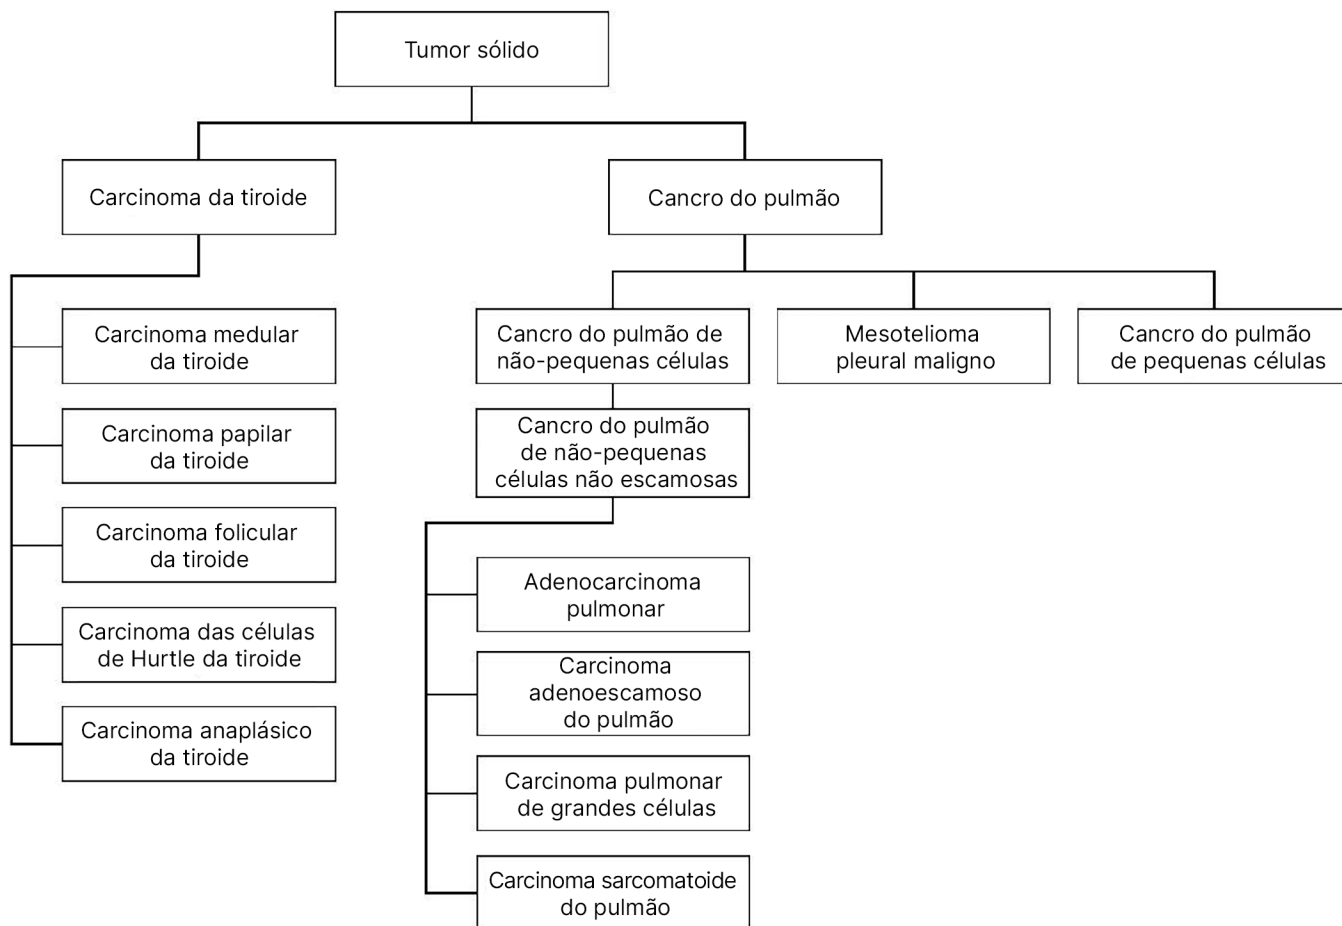 Tumor sólido
Carcinoma da tiroide
Cancro do pulmão
Carcinoma medular
da tiroide
Carcinoma papilar
da tiroide
Carcinoma folicular
da tiroide
Carcinoma das células
de Hurtle da tiroide
Carcinoma anaplásico
da tiroide
Cancro do pulmão de
não-pequenas células
Mesotelioma
pleural maligno
Cancro do pulmão
de pequenas células
Cancro do pulmão
de não-pequenas
células não escamosas
Adenocarcinoma
pulmonar
Carcinoma
adenoescamoso
do pulmão
Carcinoma pulmonar
de grandes células
Carcinoma sarcomatoide
do pulmão